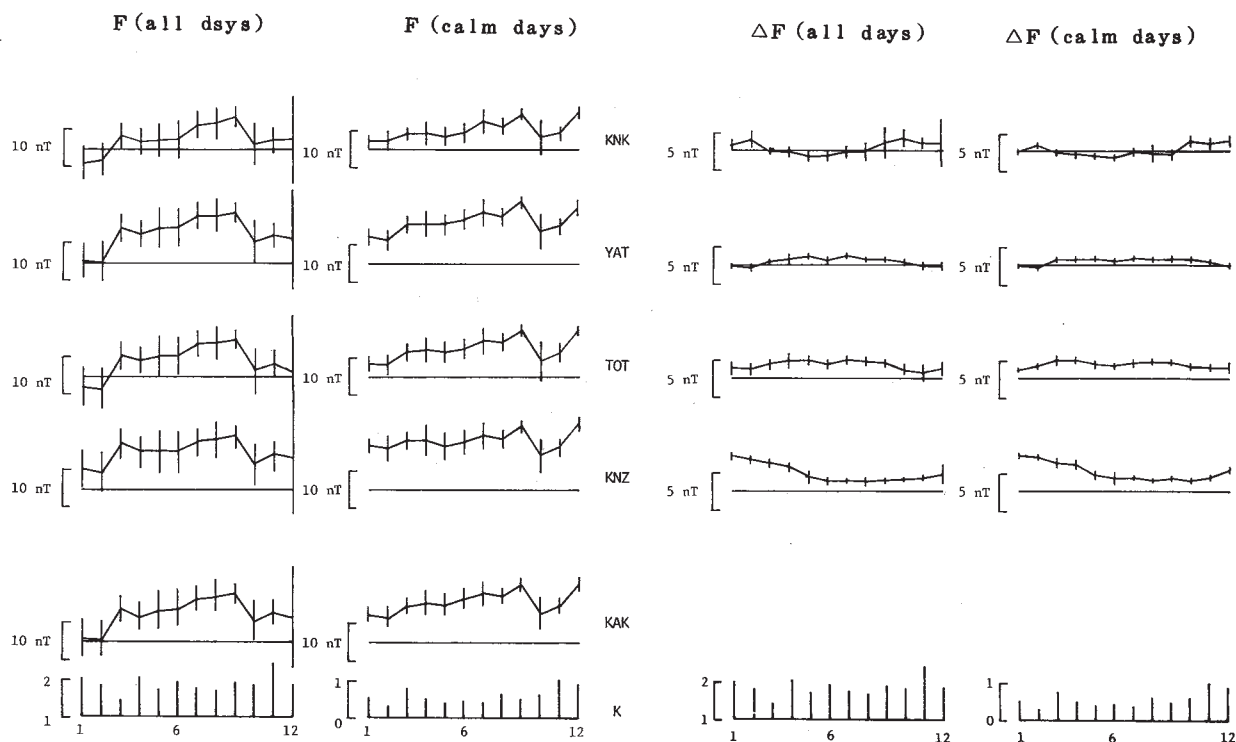 F (all dsys) F (calm days) △F (all days) △F (calm days)
10 nT 10 nT KNK 5 nT 5 nT
10 nT 10 nT YAT 5 nT 5 nT
10 nT 10 nT TOT 5 nT 5 nT
10 nT 10 nT KNZ 5 nT 5 nT
10 nT 10 nT KAK
2 1 2 1
K
1 0 1 0
1 6 12 1 6 12 1 6 12 1 6 12